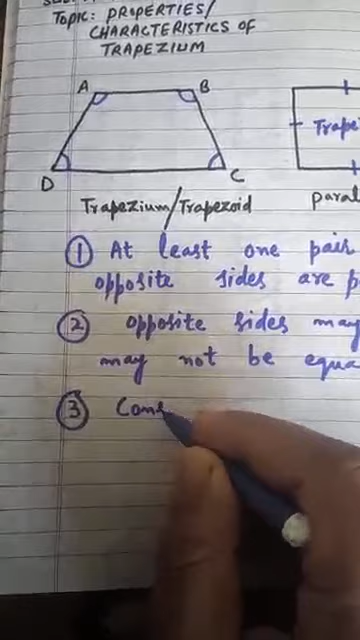 TOPIC: PROPERTIES/
CHARACTERISTICS OF
TRAPEZIUM
A B
D C
Trapezium/Trapezoid
① At least one pair
opposite sides are
② opposite sides may
may not be
③